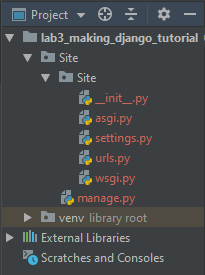 Project
lab3_making_django_tutorial
Site
Site
__init__.py
asgi.py
settings.py
urls.py
wsgi.py
manage.py
venv library root
External Libraries
Scratches and Consoles